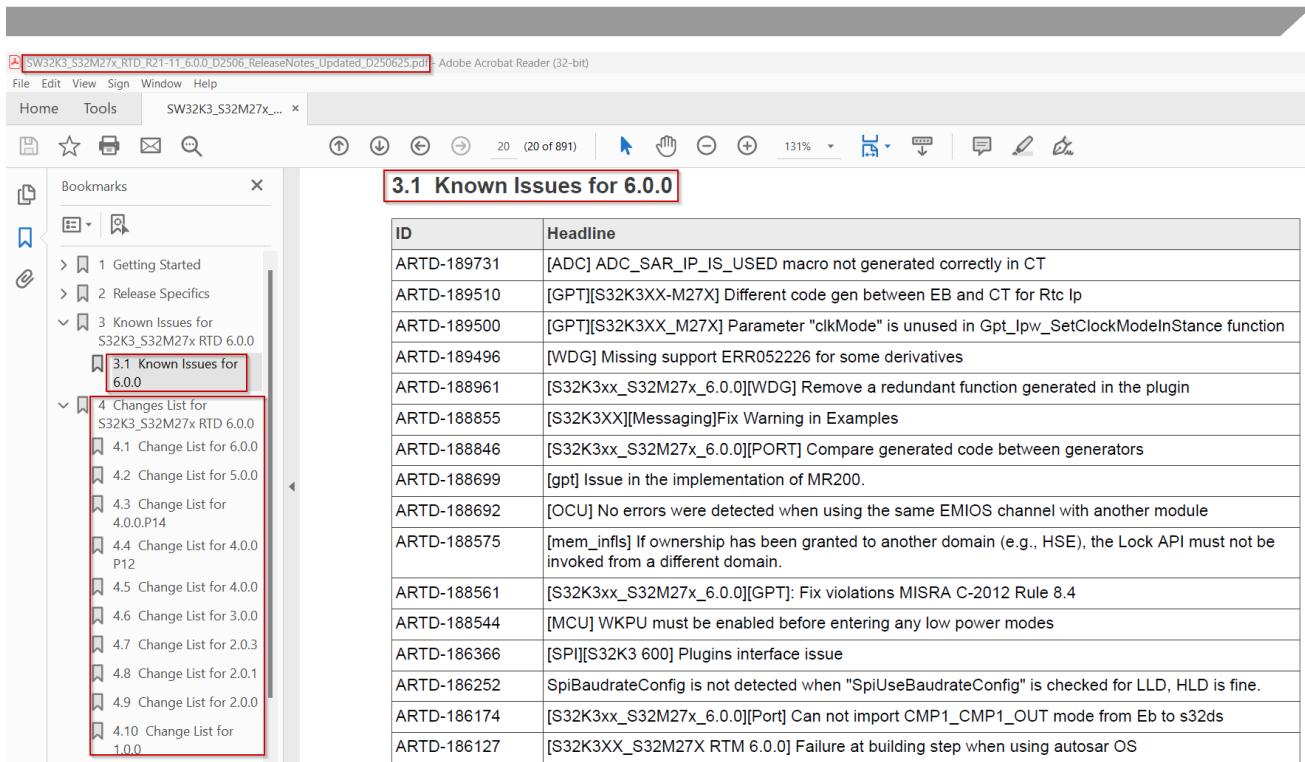 SW32K3_S32M27x_RTD_R21-11_6.0.0_D2506_ReleaseNotes_Updated_D250625.pdf - Adobe Acrobat Reader (32-bit)
File Edit View Sign Window Help
Home Tools SW32K3_S32M27x_... ×
20 (20 of 891) 131%
Bookmarks
1 Getting Started
2 Release Specifics
3 Known Issues for
S32K3_S32M27x RTD 6.0.0
3.1 Known Issues for
6.0.0
4 Changes List for
S32K3_S32M27x RTD 6.0.0
4.1 Change List for 6.0.0
4.2 Change List for 5.0.0
4.3 Change List for
4.0.0.P14
4.4 Change List for 4.0.0
P12
4.5 Change List for 4.0.0
4.6 Change List for 3.0.0
4.7 Change List for 2.0.3
4.8 Change List for 2.0.1
4.9 Change List for 2.0.0
4.10 Change List for
1.0.0
3.1 Known Issues for 6.0.0
ID Headline
ARTD-189731 [ADC] ADC_SAR_IP_IS_USED macro not generated correctly in CT
ARTD-189510 [GPT][S32K3XX-M27X] Different code gen between EB and CT for Rtc Ip
ARTD-189500 [GPT][S32K3XX_M27X] Parameter "clkMode" is unused in Gpt_Ipw_SetClockModeInStance function
ARTD-189496 [WDG] Missing support ERR052226 for some derivatives
ARTD-188961 [S32K3xx_S32M27x_6.0.0][WDG] Remove a redundant function generated in the plugin
ARTD-188855 [S32K3XX][Messaging]Fix Warning in Examples
ARTD-188846 [S32K3xx_S32M27x_6.0.0][PORT] Compare generated code between generators
ARTD-188699 [gpt] Issue in the implementation of MR200.
ARTD-188692 [OCU] No errors were detected when using the same EMIOS channel with another module
ARTD-188575 [mem_infls] If ownership has been granted to another domain (e.g., HSE), the Lock API must not be
invoked from a different domain.
ARTD-188561 [S32K3xx_S32M27x_6.0.0][GPT]: Fix violations MISRA C-2012 Rule 8.4
ARTD-188544 [MCU] WKPU must be enabled before entering any low power modes
ARTD-186366 [SPI][S32K3 600] Plugins interface issue
ARTD-186252 SpiBaudrateConfig is not detected when "SpiUseBaudrateConfig" is checked for LLD, HLD is fine.
ARTD-186174 [S32K3xx_S32M27x_6.0.0][Port] Can not import CMP1_CMP1_OUT mode from Eb to s32ds
ARTD-186127 [S32K3XX_S32M27X RTM 6.0.0] Failure at building step when using autosar OS